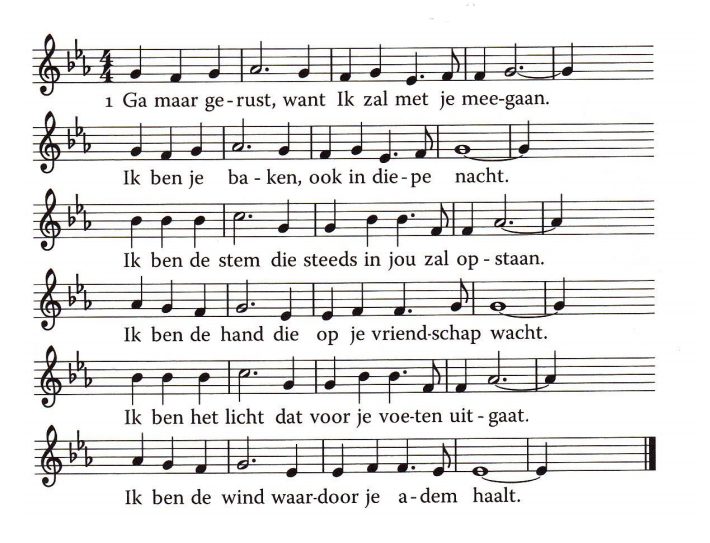 1 Ga maar ge-rust, want Ik zal met je mee-gaan.
Ik ben je ba-ken, ook in die-pe nacht.
Ik ben de stem die steeds in jou zal op-staan.
Ik ben de hand die op je vriend-schap wacht.
Ik ben het licht dat voor je voe-ten uit-gaat.
Ik ben de wind waar-door je a-dem haalt.